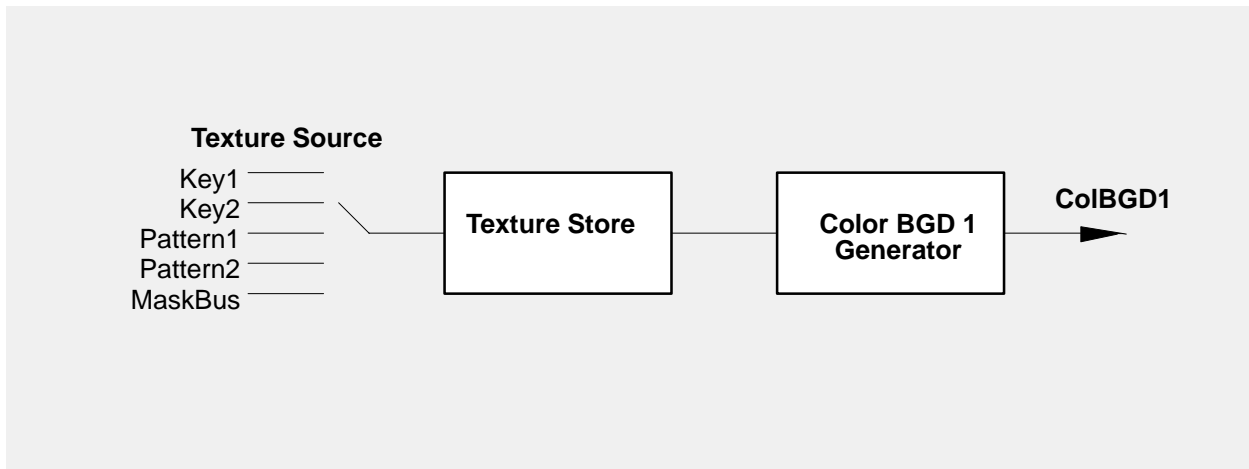 Texture Source
Key1
Key2
Pattern1
Pattern2
MaskBus
Texture Store
Color BGD 1
Generator
ColBGD1